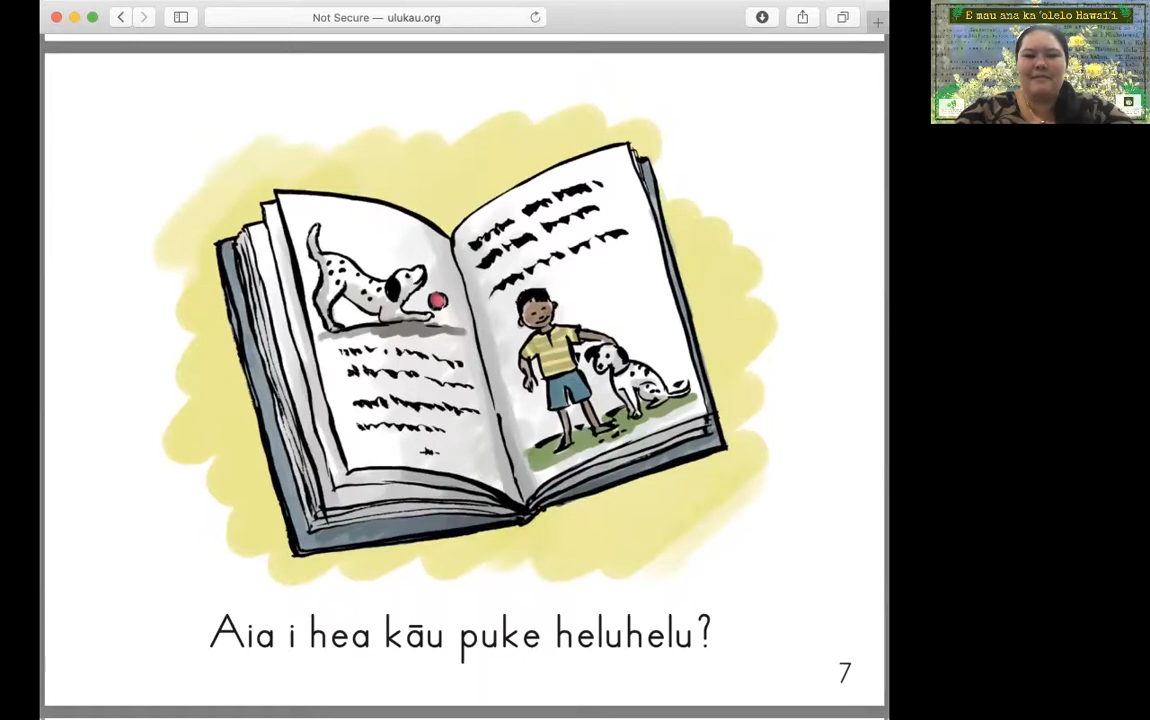 Not Secure — ulukau.org
E mau ana ka ʻōlelo Hawaiʻi
Aia i hea kāu puke heluhelu?
7